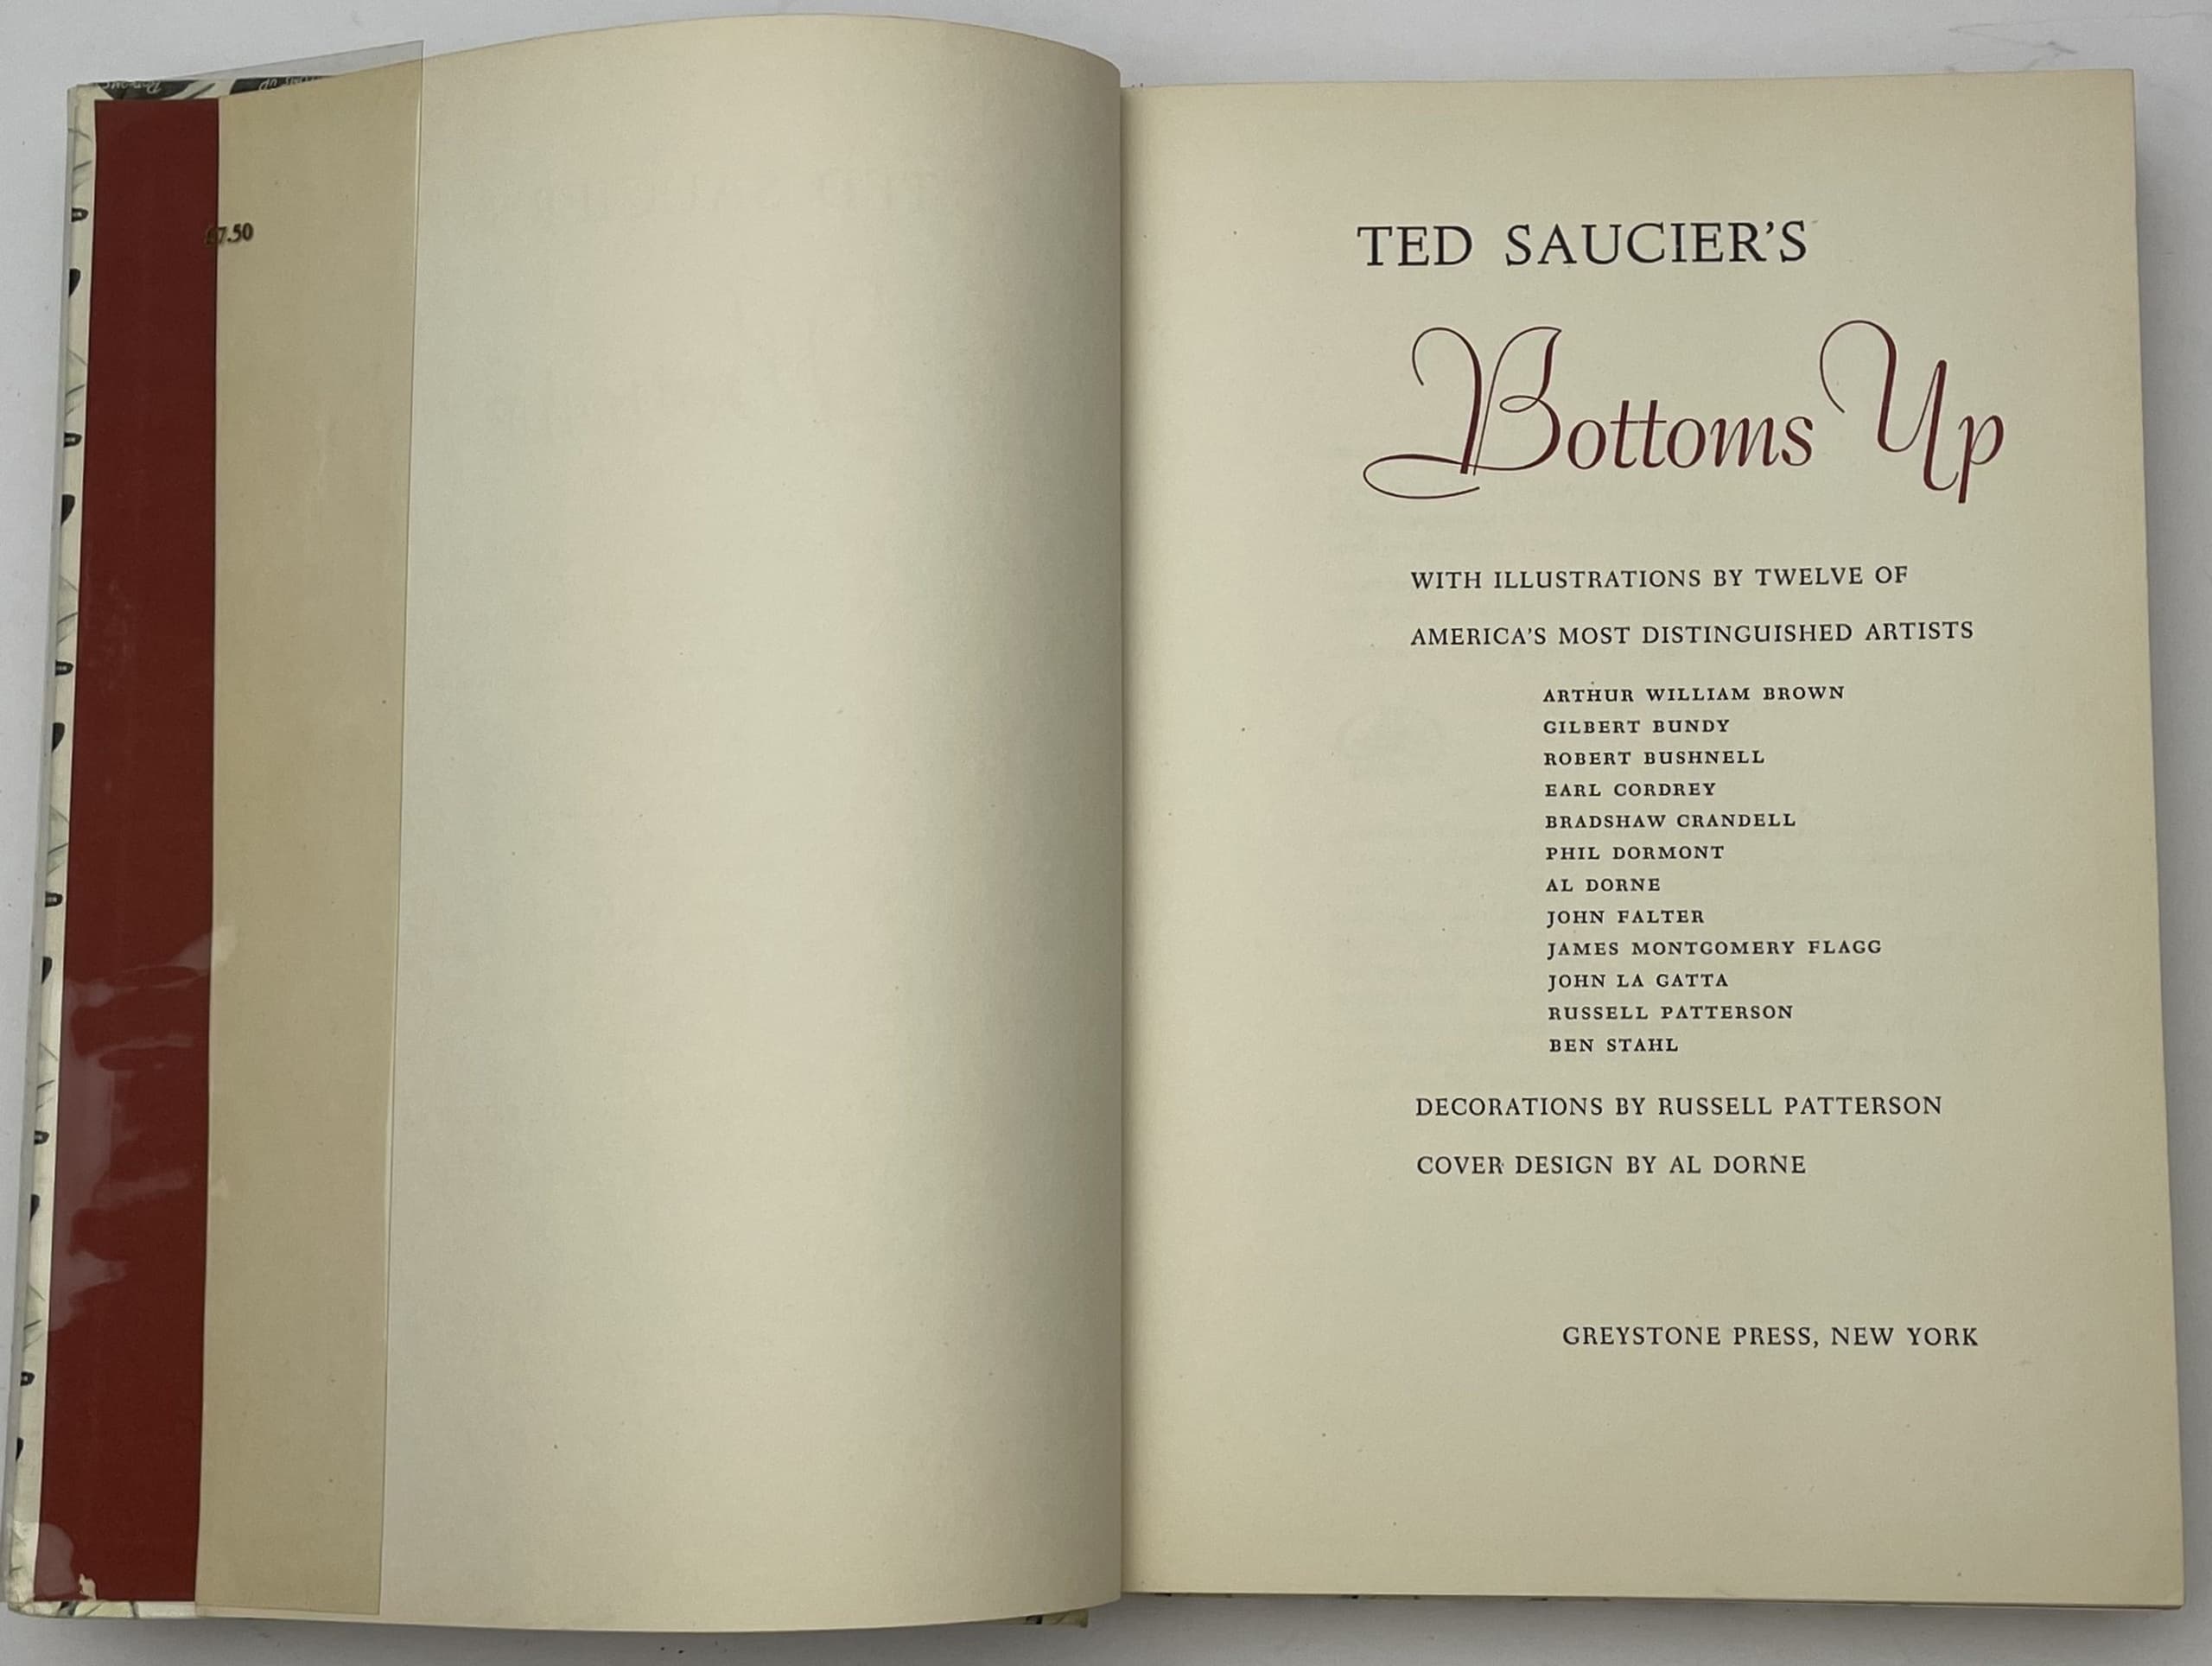 7.50
TED SAUCIER'S
Bottoms Up
WITH ILLUSTRATIONS BY TWELVE OF
AMERICA'S MOST DISTINGUISHED ARTISTS
ARTHUR WILLIAM BROWN
GILBERT BUNDY
ROBERT BUSHNELL
EARL CORDREY
BRADSHAW CRANDELL
PHIL DORMONT
AL DORNE
JOHN FALTER
JAMES MONTGOMERY FLAGG
JOHN LA GATTA
RUSSELL PATTERSON
BEN STAHL
DECORATIONS BY RUSSELL PATTERSON
COVER DESIGN BY AL DORNE
GREYSTONE PRESS, NEW YORK